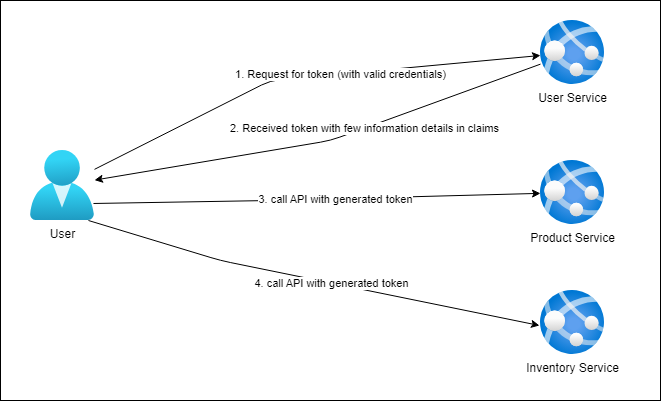 1. Request for token (with valid credentials)
User Service
2. Received token with few information details in claims
3. call API with generated token
User
Product Service
4. call API with generated token
Inventory Service